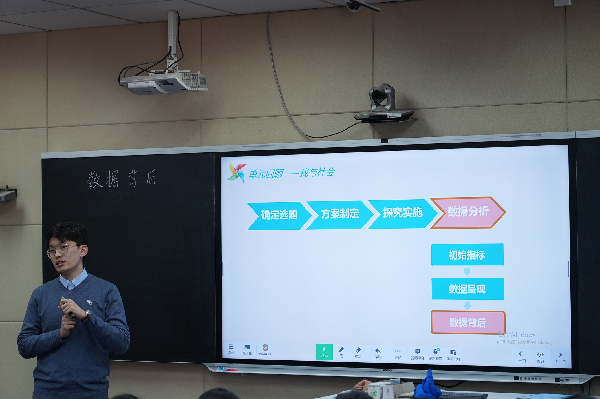 数据背后
单元回顾 ——我与社会
确定选题
方案制定
探究实施
数据分析
初始指标
数据呈现
数据背后